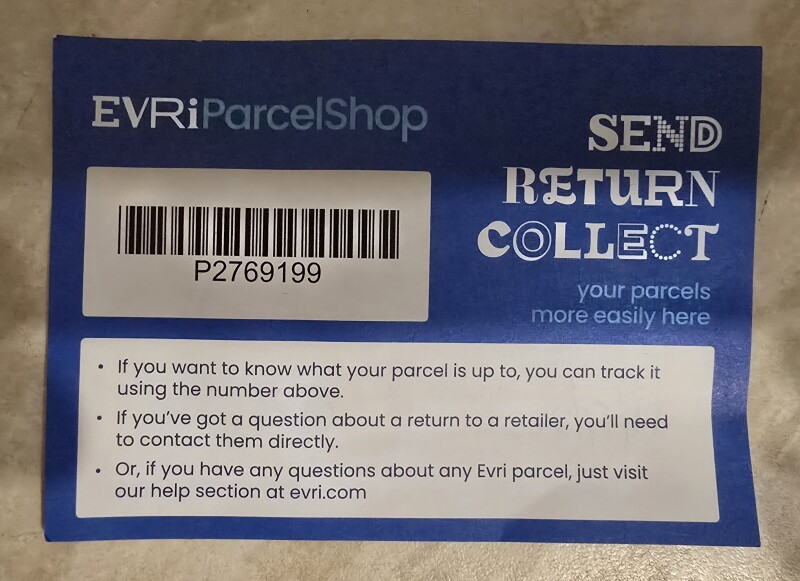 EVRi ParcelShop
SEND
RETURN
COLLECT
your parcels
more easily here
P2769199
• If you want to know what your parcel is up to, you can track it
using the number above.
• If you've got a question about a return to a retailer, you'll need
to contact them directly.
• Or, if you have any questions about any Evri parcel, just visit
our help section at evri.com